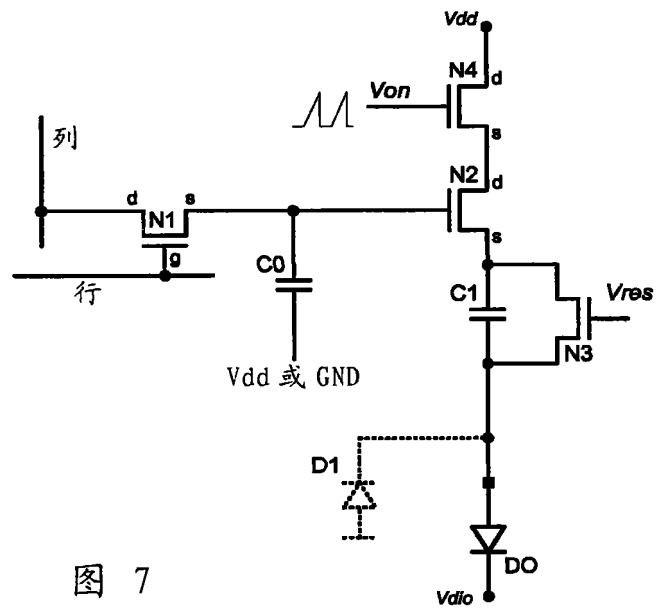 Vdd
N4
d
Von
s
列
N2
d
d
s
N1
s
g
C0
行
C1
Vres
N3
Vdd 或 GND
D1
DO
图 7
Vdio